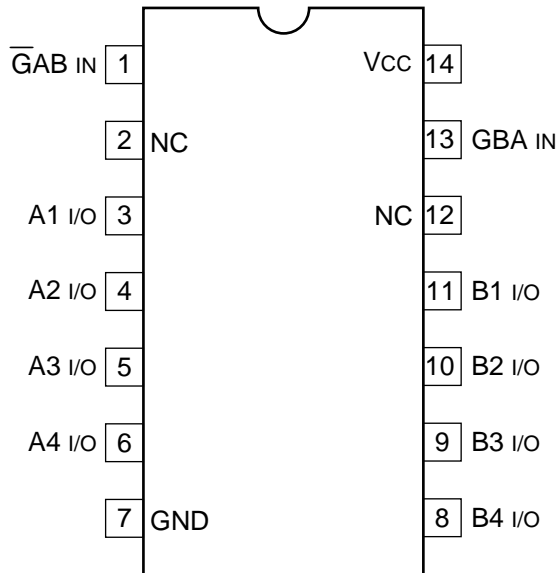 G̅AB IN 1
2 NC
A1 I/O 3
A2 I/O 4
A3 I/O 5
A4 I/O 6
7 GND
VCC 14
13 GBA IN
NC 12
11 B1 I/O
10 B2 I/O
9 B3 I/O
8 B4 I/O